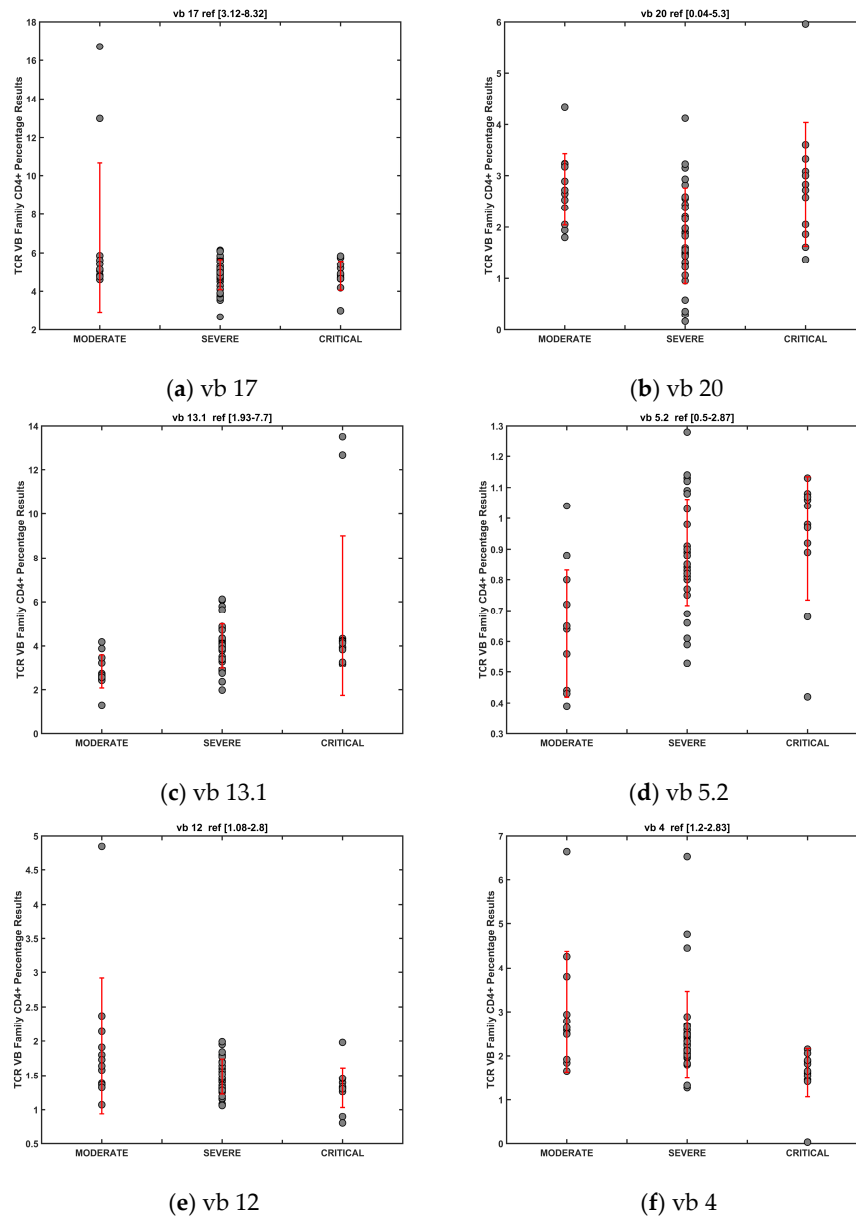 vb 17 ref [3.12-8.32]
TCR VB Family CD4+ Percentage Results
18
16
14
12
10
8
6
4
2
MODERATE SEVERE CRITICAL
(a) vb 17
vb 20 ref [0.04-5.3]
TCR VB Family CD4+ Percentage Results
6
5
4
3
2
1
0
MODERATE SEVERE CRITICAL
(b) vb 20
vb 13.1 ref [1.93-7.7]
TCR VB Family CD4+ Percentage Results
14
12
10
8
6
4
2
0
MODERATE SEVERE CRITICAL
(c) vb 13.1
vb 5.2 ref [0.5-2.87]
TCR VB Family CD4+ Percentage Results
1.3
1.2
1.1
1
0.9
0.8
0.7
0.6
0.5
0.4
0.3
MODERATE SEVERE CRITICAL
(d) vb 5.2
vb 12 ref [1.08-2.8]
TCR VB Family CD4+ Percentage Results
5
4.5
4
3.5
3
2.5
2
1.5
1
0.5
MODERATE SEVERE CRITICAL
(e) vb 12
vb 4 ref [1.2-2.83]
TCR VB Family CD4+ Percentage Results
7
6
5
4
3
2
1
0
MODERATE SEVERE CRITICAL
(f) vb 4